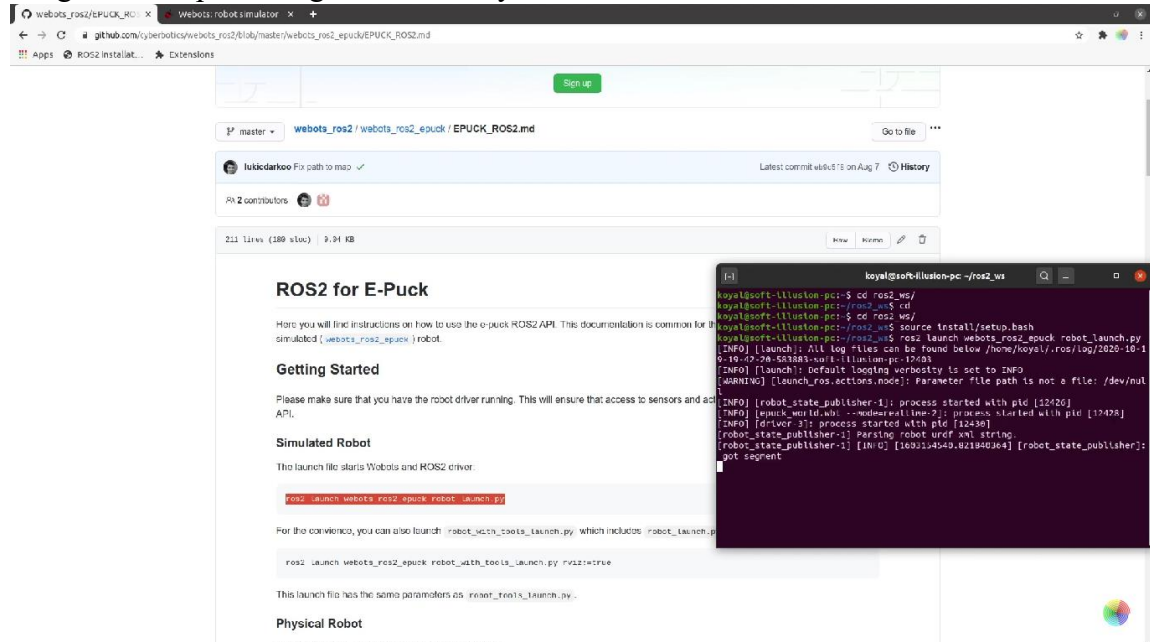 webots_ros2/EPUCK_RO
Webots: robot simulator
github.com/cyberbotics/webots_ros2/blob/master/webots_ros2_epuck/EPUCK_ROS2.md
Apps ROS2 Installat... Extensions
Sign up
master webots_ros2 / webots_ros2_epuck / EPUCK_ROS2.md Go to file ...
lukicdarkoo Fix path to map Latest commit on Aug 7 History
2 contributors
211 lines (180 sloc) 9.04 KB
ROS2 for E-Puck
Here you will find instructions on how to use the e-puck ROS2 API. This documentation is common for th
simulated ( webots_ros2_epuck ) robot.
Getting Started
Please make sure that you have the robot driver running. This will ensure that access to sensors and act
API.
Simulated Robot
The launch file starts Webots and ROS2 driver.
ros2 launch webots_ros2_epuck robot_launch.py
For the convience, you can also launch robot_with_tools_launch.py which includes robot_launch.p
ros2 launch webots_ros2_epuck robot_with_tools_launch.py rviz:=true
This launch file has the same parameters as robot_tools_launch.py .
Physical Robot
koyal@soft-illusion-pc: ~/ros2_ws
koyal@soft-illusion-pc:~$ cd ros2_ws/
koyal@soft-illusion-pc:~/ros2_ws$ cd
koyal@soft-illusion-pc:~$ cd ros2_ws/
koyal@soft-illusion-pc:~/ros2_ws$ source install/setup.bash
koyal@soft-illusion-pc:~/ros2_ws$ ros2 launch webots_ros2_epuck robot_launch.py
[INFO] [launch]: All log files can be found below /home/koyal/.ros/log/2020-10-1
9-19-42-20-583883-soft-illusion-pc-12403
[INFO] [launch]: Default logging verbosity is set to INFO
[WARNING] [launch_ros.actions.node]: Parameter file path is not a file: /dev/nul
l
[INFO] [robot_state_publisher-1]: process started with pid [12426]
[INFO] [epuck_world.wbt --mode=realtime-2]: process started with pid [12428]
[INFO] [driver-3]: process started with pid [12430]
[robot_state_publisher-1] Parsing robot urdf xml string.
[robot_state_publisher-1] [INFO] [1603154540.821840364] [robot_state_publisher]:
got segment